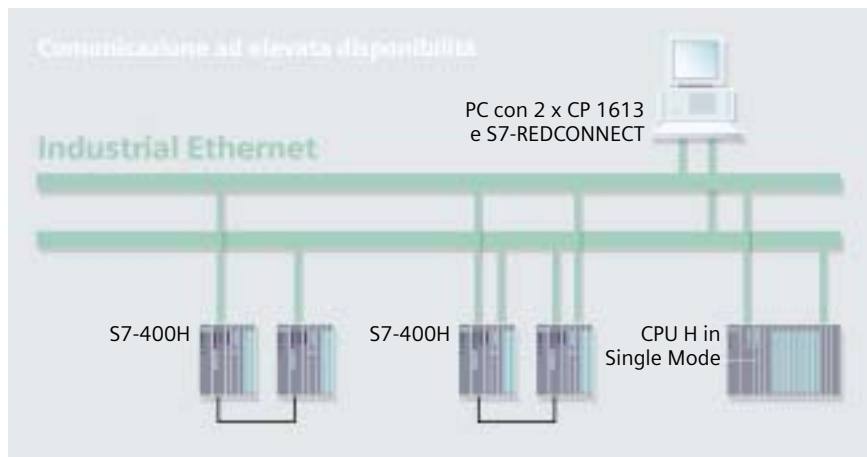 Comunicazione ad elevata disponibilità
PC con 2 x CP 1613
e S7-REDCONNECT
Industrial Ethernet
S7-400H
S7-400H
CPU H in
Single Mode